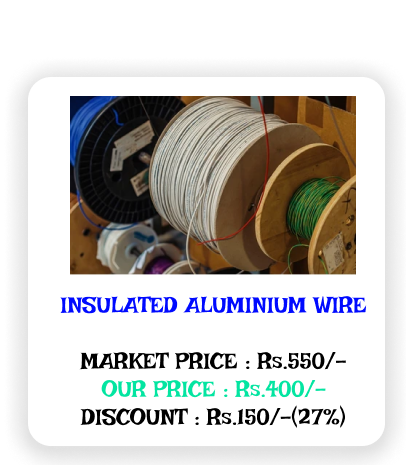 INSULATED ALUMINIUM WIRE
MARKET PRICE : Rs.550/-
OUR PRICE : Rs.400/-
DISCOUNT : Rs.150/-(27%)